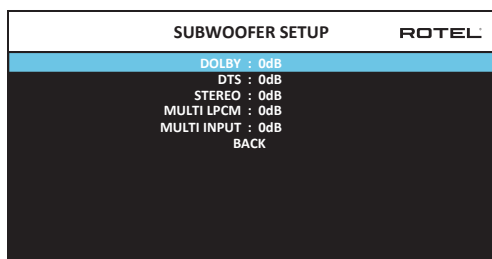 SUBWOOFER SETUP ROTEL
DOLBY : 0dB
DTS : 0dB
STEREO : 0dB
MULTI LPCM : 0dB
MULTI INPUT : 0dB
BACK